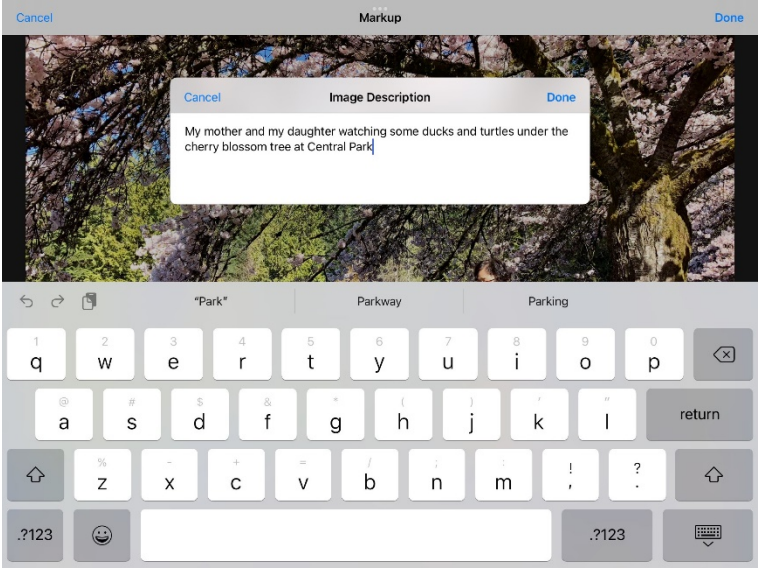 Cancel Markup Done
Cancel Image Description Done
My mother and my daughter watching some ducks and turtles under the
cherry blossom tree at Central Park
“Park” Parkway Parking
1 2 3 4 5 6 7 8 9 0
q w e r t y u i o p
@ # $ & * ( ) ' "
a s d f g h j k l return
% - + = / ; : ! ?
z x c v b n m , .
.?123 .?123